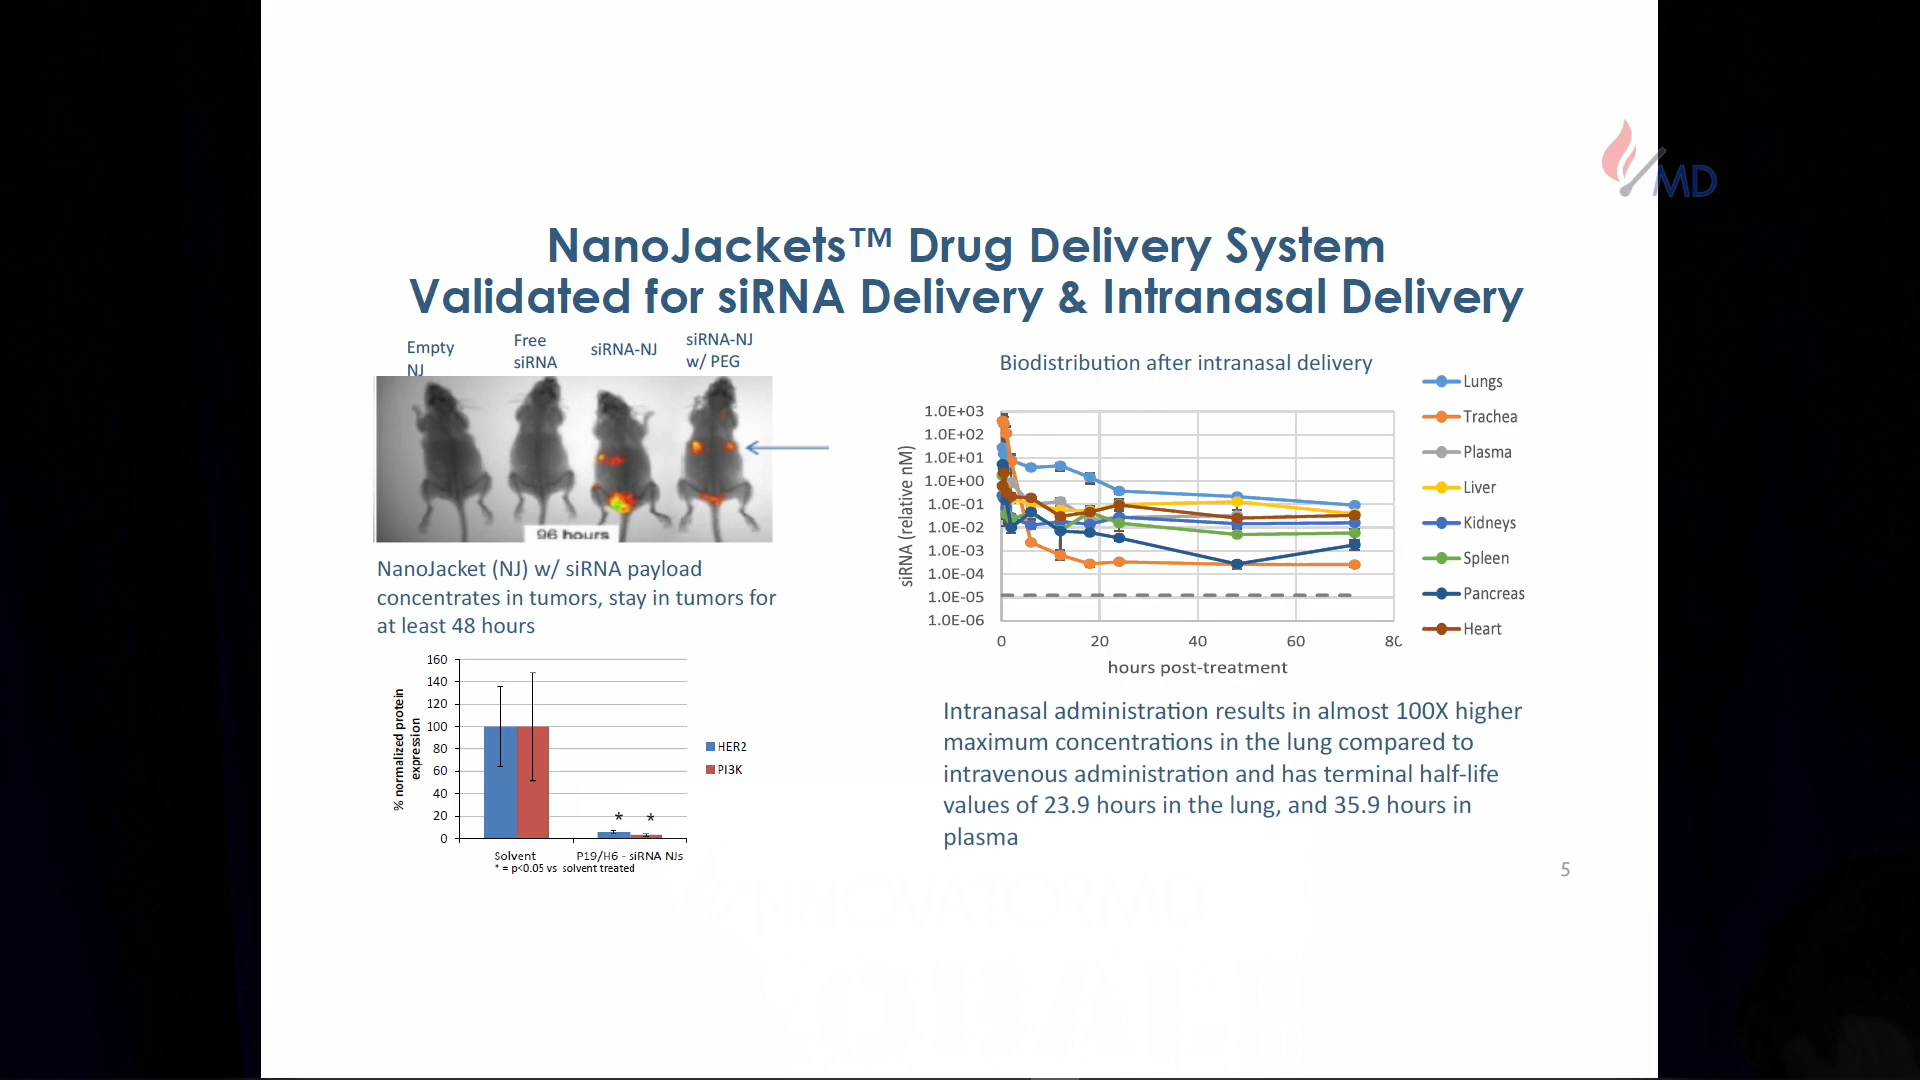 MD
NanoJackets™ Drug Delivery System
Validated for siRNA Delivery & Intranasal Delivery
Empty
NJ
Free
siRNA
siRNA-NJ
siRNA-NJ
w/ PEG
96 hours
NanoJacket (NJ) w/ siRNA payload
concentrates in tumors, stay in tumors for
at least 48 hours
160
140
120
100
80
60
40
20
0
% normalized protein
expression
* *
HER2
PI3K
Solvent P19/H6 - siRNA NJs
* = p<0.05 vs solvent treated
Biodistribution after intranasal delivery
1.0E+03
1.0E+02
1.0E+01
1.0E+00
1.0E-01
1.0E-02
1.0E-03
1.0E-04
1.0E-05
1.0E-06
siRNA (relative nM)
0 20 40 60 80
hours post-treatment
Lungs
Trachea
Plasma
Liver
Kidneys
Spleen
Pancreas
Heart
Intranasal administration results in almost 100X higher
maximum concentrations in the lung compared to
intravenous administration and has terminal half-life
values of 23.9 hours in the lung, and 35.9 hours in
plasma
5